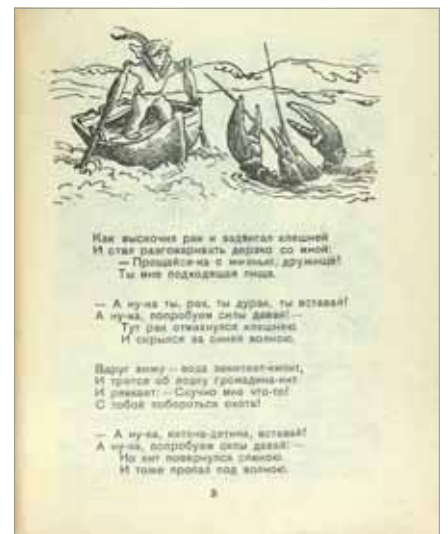 Как выскочил рак и задвигал клешней
И стал разговаривать дерзко со мной:
— Прощайся-ка с жизнью, дружище!
Ты мне подходящая пища.
— А ну-ка ты, рак, ты дурак, ты вставай!
А ну-ка, попробуем силы давай! —
Тут рак отмахнулся клешнею
И скрылся за синей волною.
Вдруг вижу — вода закипает-кипит,
И трется об лодку громадина-кит
И ревкает: — Скучно мне что-то!
С тобой побороться охота!
— А ну-ка, китина-детина, вставай!
А ну-ка, попробуем силы давай! —
Но кит повернулся спиною.
И тоже пропал под волною.
3